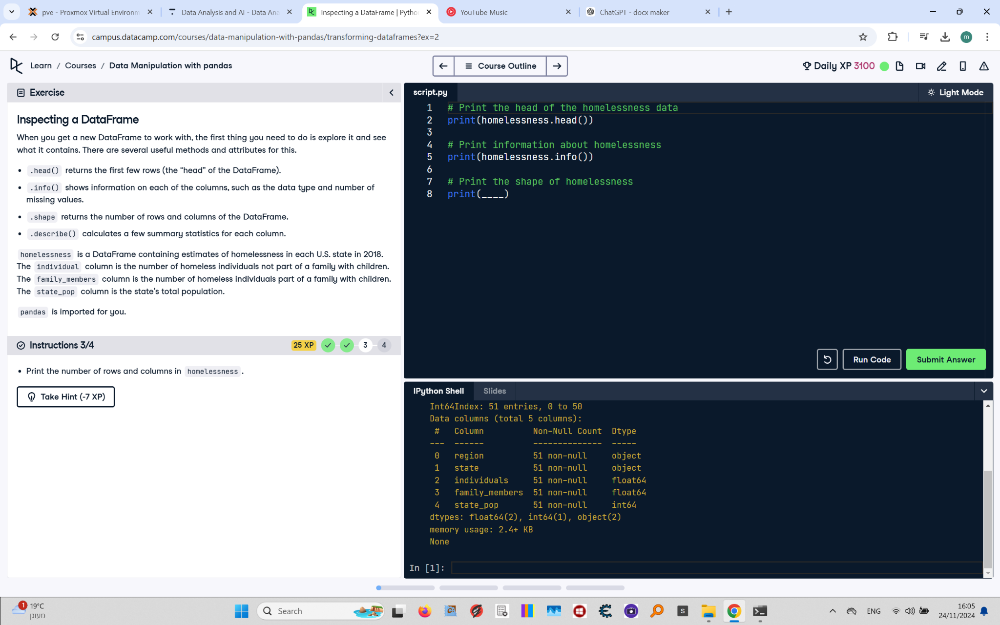 pve - Proxmox Virtual Environm
Data Analysis and AI - Data Ana
Inspecting a DataFrame | Pytho
YouTube Music
ChatGPT - docx maker
campus.datacamp.com/courses/data-manipulation-with-pandas/transforming-dataframes?ex=2
m
Learn / Courses / Data Manipulation with pandas
Course Outline
Daily XP 3100
Exercise
Inspecting a DataFrame
When you get a new DataFrame to work with, the first thing you need to do is explore it and see
what it contains. There are several useful methods and attributes for this.
• .head() returns the first few rows (the “head” of the DataFrame).
• .info() shows information on each of the columns, such as the data type and number of
missing values.
• .shape returns the number of rows and columns of the DataFrame.
• .describe() calculates a few summary statistics for each column.
homelessness is a DataFrame containing estimates of homelessness in each U.S. state in 2018.
The individual column is the number of homeless individuals not part of a family with children.
The family_members column is the number of homeless individuals part of a family with children.
The state_pop column is the state's total population.
pandas is imported for you.
Instructions 3/4
25 XP
3
4
• Print the number of rows and columns in homelessness .
Take Hint (-7 XP)
script.py
Light Mode
1 # Print the head of the homelessness data
2 print(homelessness.head())
3
4 # Print information about homelessness
5 print(homelessness.info())
6
7 # Print the shape of homelessness
8 print(____)
Run Code
Submit Answer
IPython Shell
Slides
Int64Index: 51 entries, 0 to 50
Data columns (total 5 columns):
# Column Non-Null Count Dtype
--- ------ -------------- -----
0 region 51 non-null object
1 state 51 non-null object
2 individuals 51 non-null float64
3 family_members 51 non-null float64
4 state_pop 51 non-null int64
dtypes: float64(2), int64(1), object(2)
memory usage: 2.4+ KB
None
In [1]:
1
19°C
מעונן
Search
S
ENG
16:05
24/11/2024